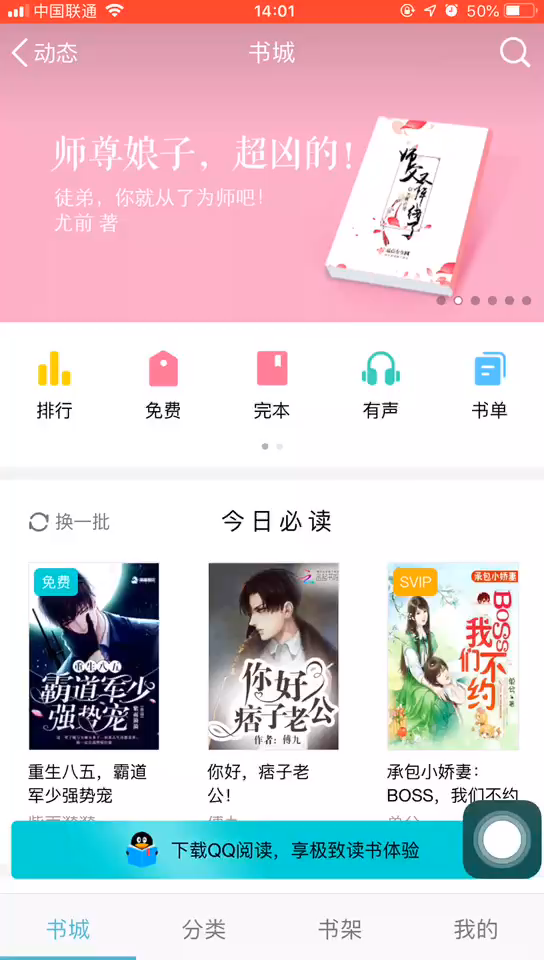 中国联通
14:01
50%
动态
书城
师尊娘子，超凶的！
徒弟，你就从了为师吧！
尤前 著
排行
免费
完本
有声
书单
换一批
今日必读
免费
重生八五
霸道军少
强势宠
你好
痞子老公
作者：傅九
SVIP
承包小娇妻
BOSS
我们不约
重生八五，霸道
军少强势宠
你好，痞子老
公！
承包小娇妻：
BOSS，我们不约
下载QQ阅读，享极致读书体验
书城
分类
书架
我的